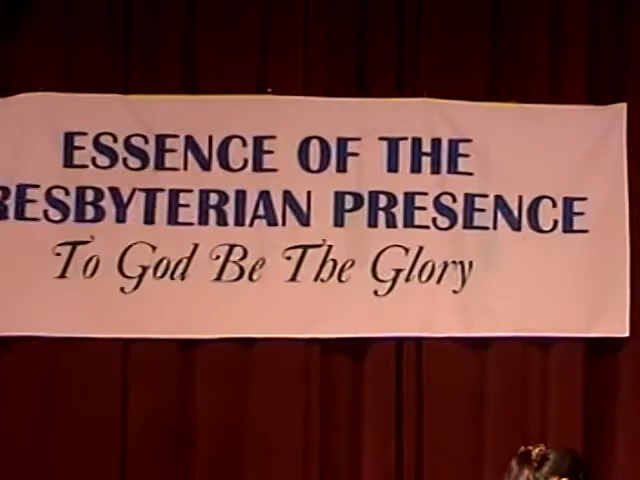 ESSENCE OF THE
RESBYTERIAN PRESENCE
To God Be The Glory